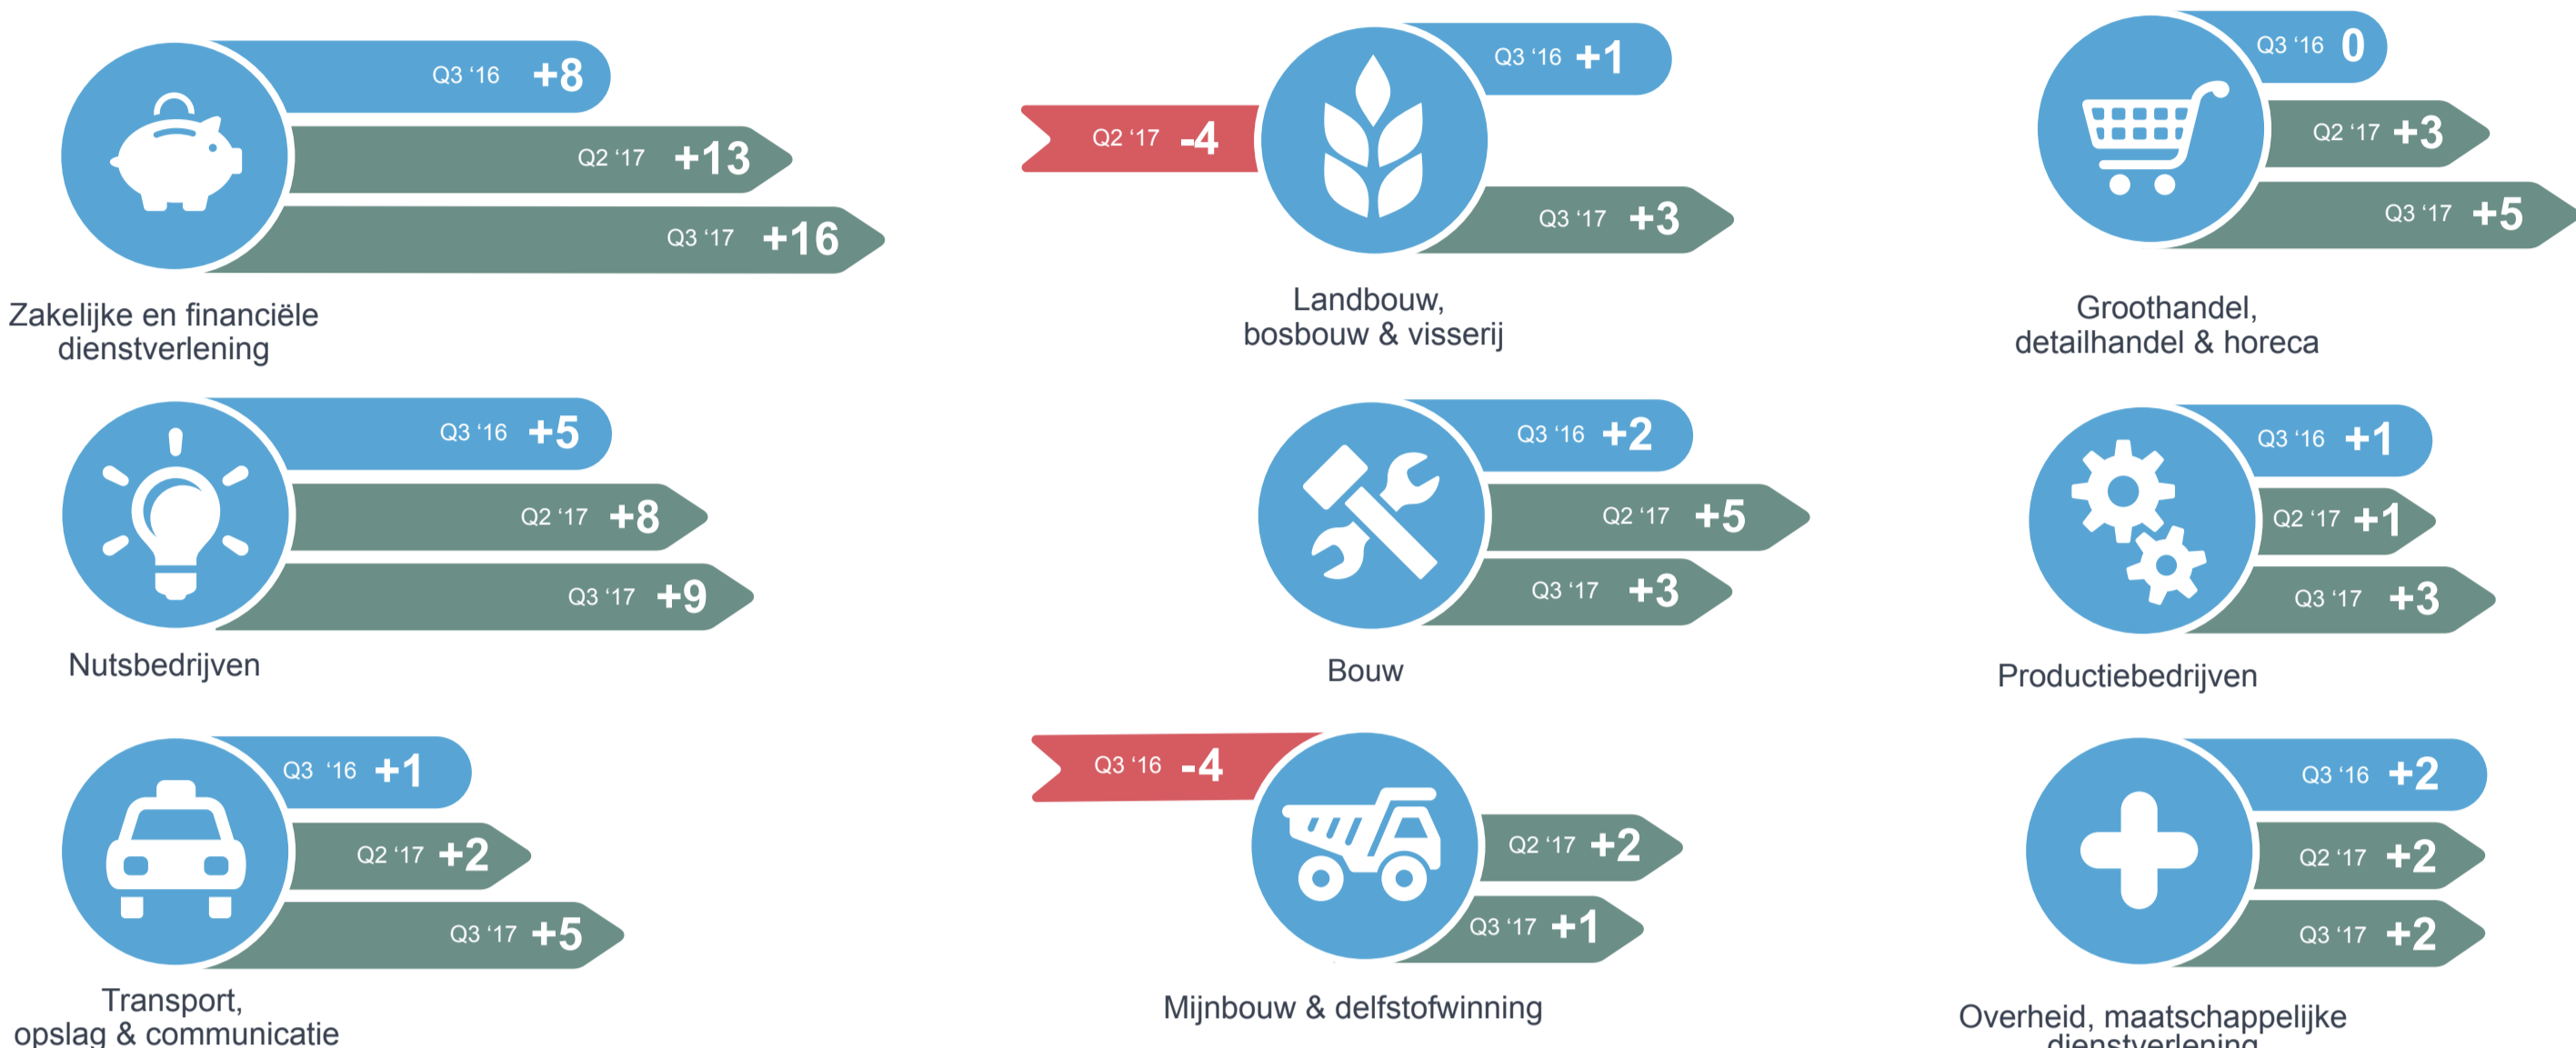 Q3 ‘16 +8
Q2 ‘17 +13
Q3 ‘17 +16
Zakelijke en financiële
dienstverlening
Q3 ‘16 +1
Q2 ‘17 -4
Q3 ‘17 +3
Landbouw,
bosbouw & visserij
Q3 ‘16 0
Q2 ‘17 +3
Q3 ‘17 +5
Groothandel,
detailhandel & horeca
Q3 ‘16 +5
Q2 ‘17 +8
Q3 ‘17 +9
Nutsbedrijven
Q3 ‘16 +2
Q2 ‘17 +5
Q3 ‘17 +3
Bouw
Q3 ‘16 +1
Q2 ‘17 +1
Q3 ‘17 +3
Productiebedrijven
Q3 ‘16 +1
Q2 ‘17 +2
Q3 ‘17 +5
Transport,
opslag & communicatie
Q3 ‘16 -4
Q2 ‘17 +2
Q3 ‘17 +1
Mijnbouw & delfstofwinning
Q3 ‘16 +2
Q2 ‘17 +2
Q3 ‘17 +2
Overheid, maatschappelijke
dienstverlening